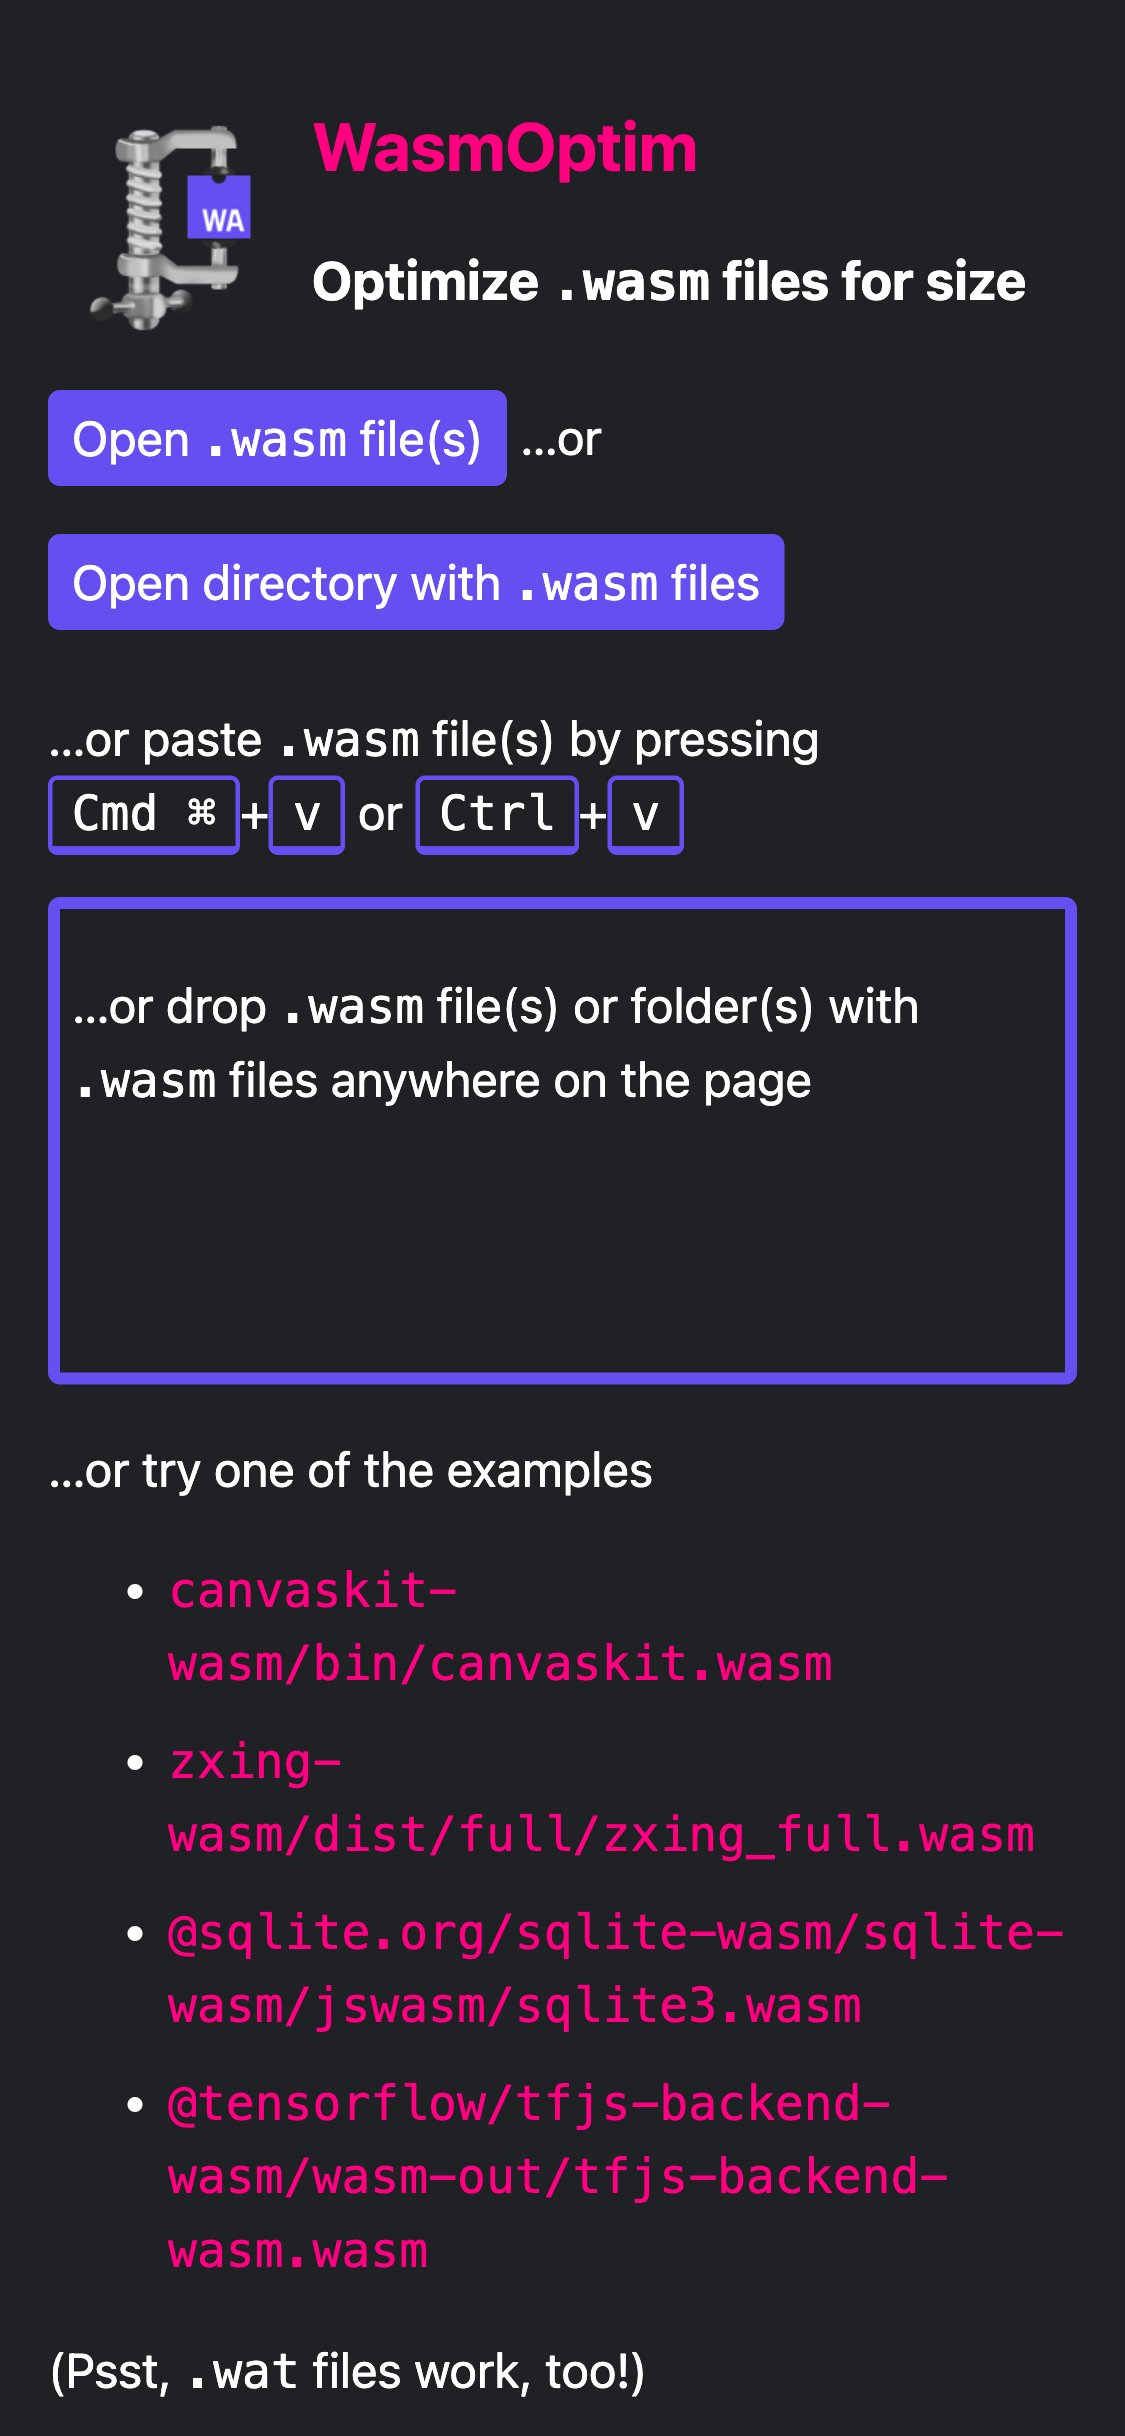 WA
WasmOptim
Optimize .wasm files for size
Open .wasm file(s) ...or
Open directory with .wasm files
...or paste .wasm file(s) by pressing
Cmd ⌘+v or Ctrl+v
...or drop .wasm file(s) or folder(s) with
.wasm files anywhere on the page
...or try one of the examples
• canvaskit-
wasm/bin/canvaskit.wasm
• zxing-
wasm/dist/full/zxing_full.wasm
• @sqlite.org/sqlite-wasm/sqlite-
wasm/jswasm/sqlite3.wasm
• @tensorflow/tfjs-backend-
wasm/wasm-out/tfjs-backend-
wasm.wasm
(Psst, .wat files work, too!)